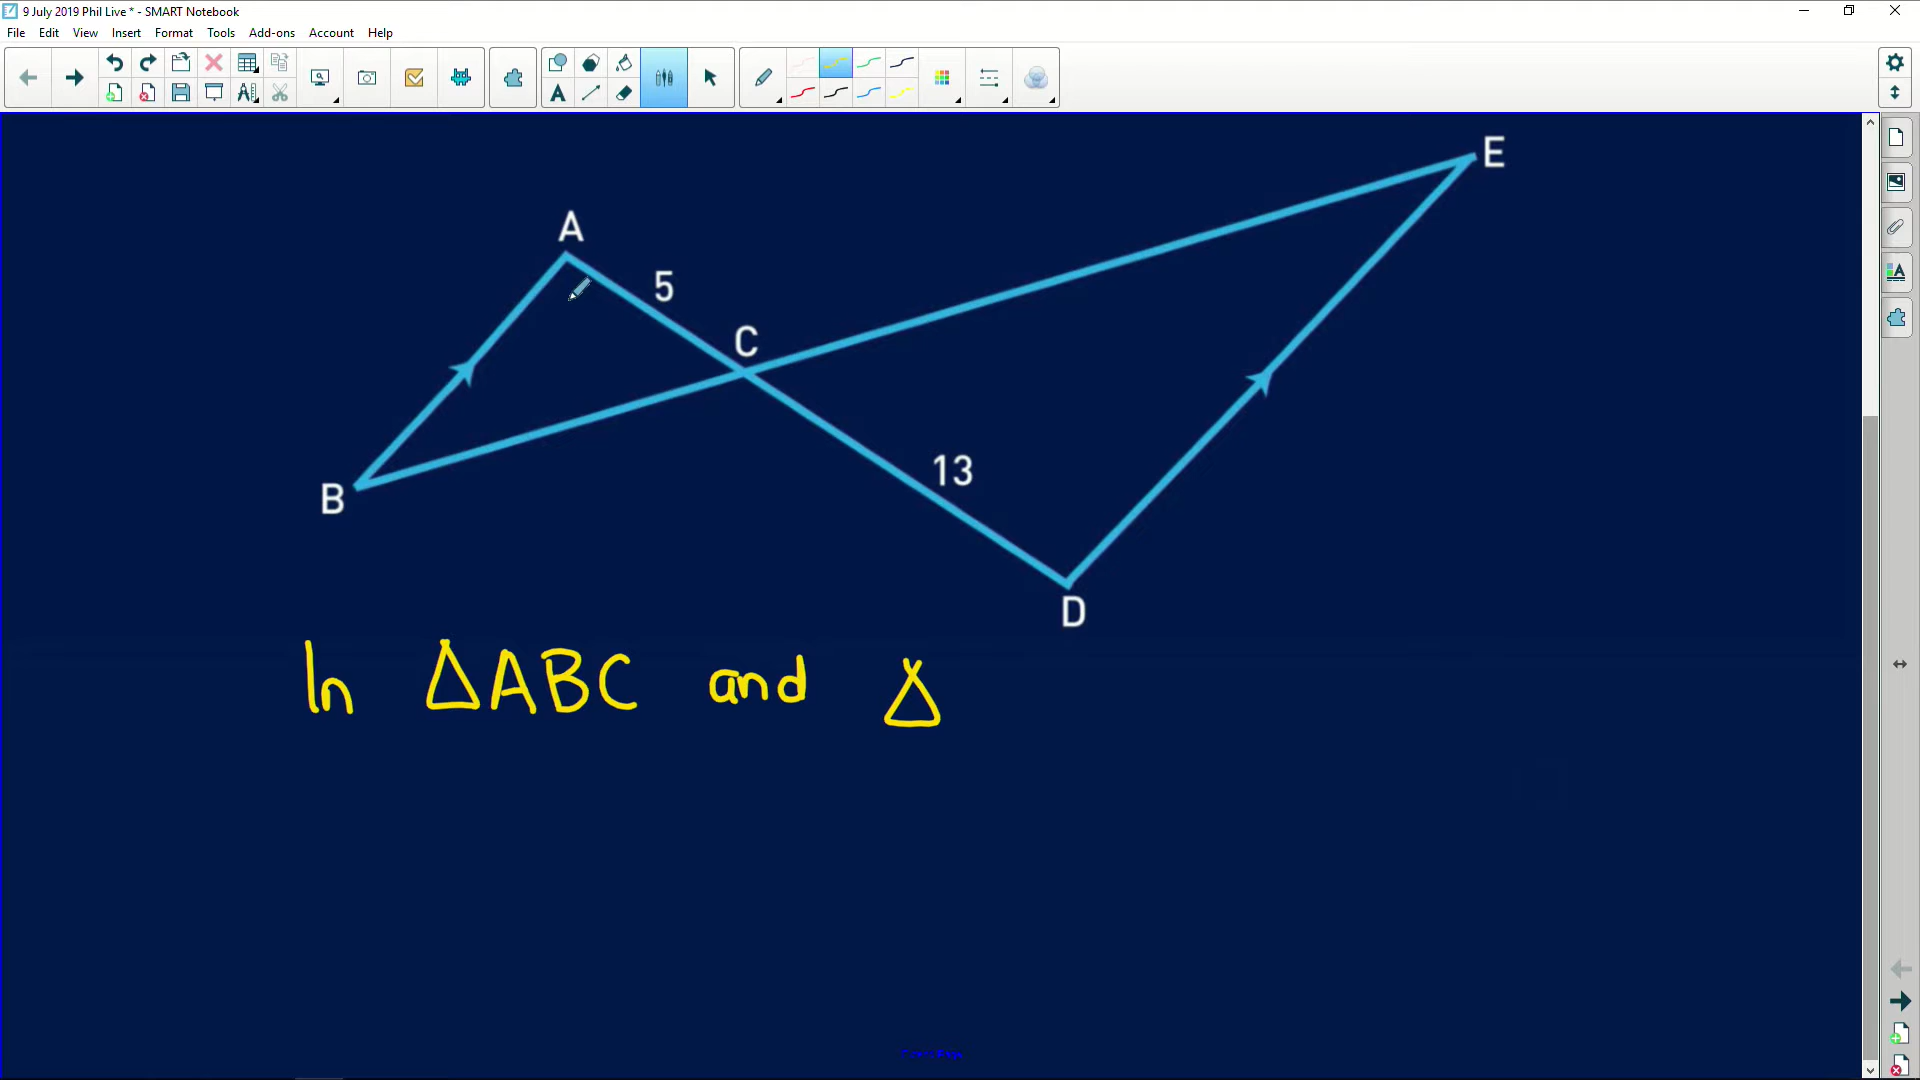 9 July 2019 Phil Live * - SMART Notebook
File Edit View Insert Format Tools Add-ons Account Help
E
A
5
C
13
B
D
In ΔABC and Δ